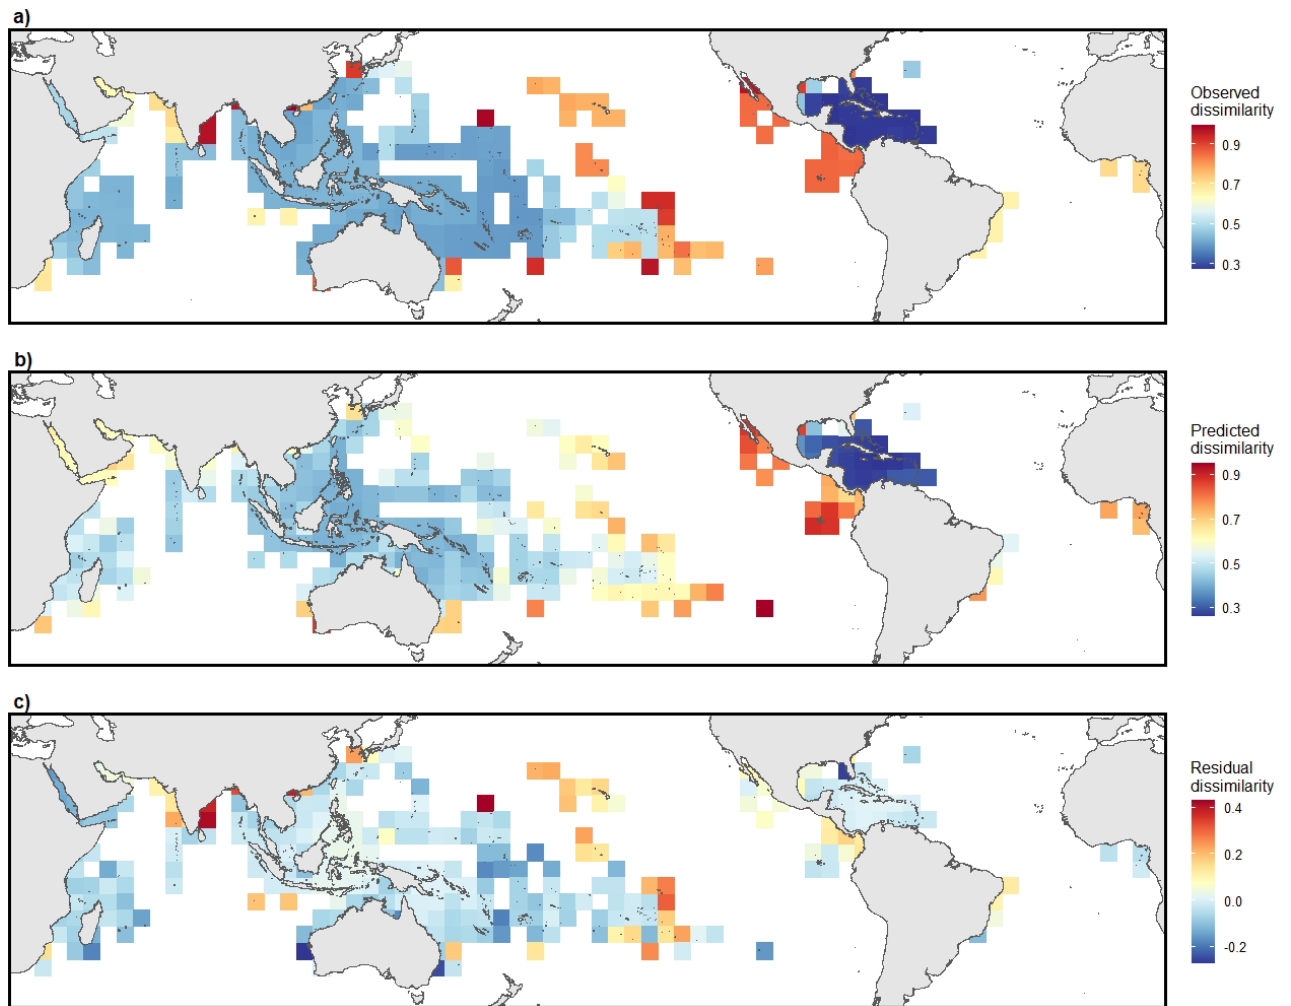 a)
Observed
dissimilarity
0.9
0.7
0.5
0.3
b)
Predicted
dissimilarity
0.9
0.7
0.5
0.3
c)
Residual
dissimilarity
0.4
0.2
0.0
-0.2